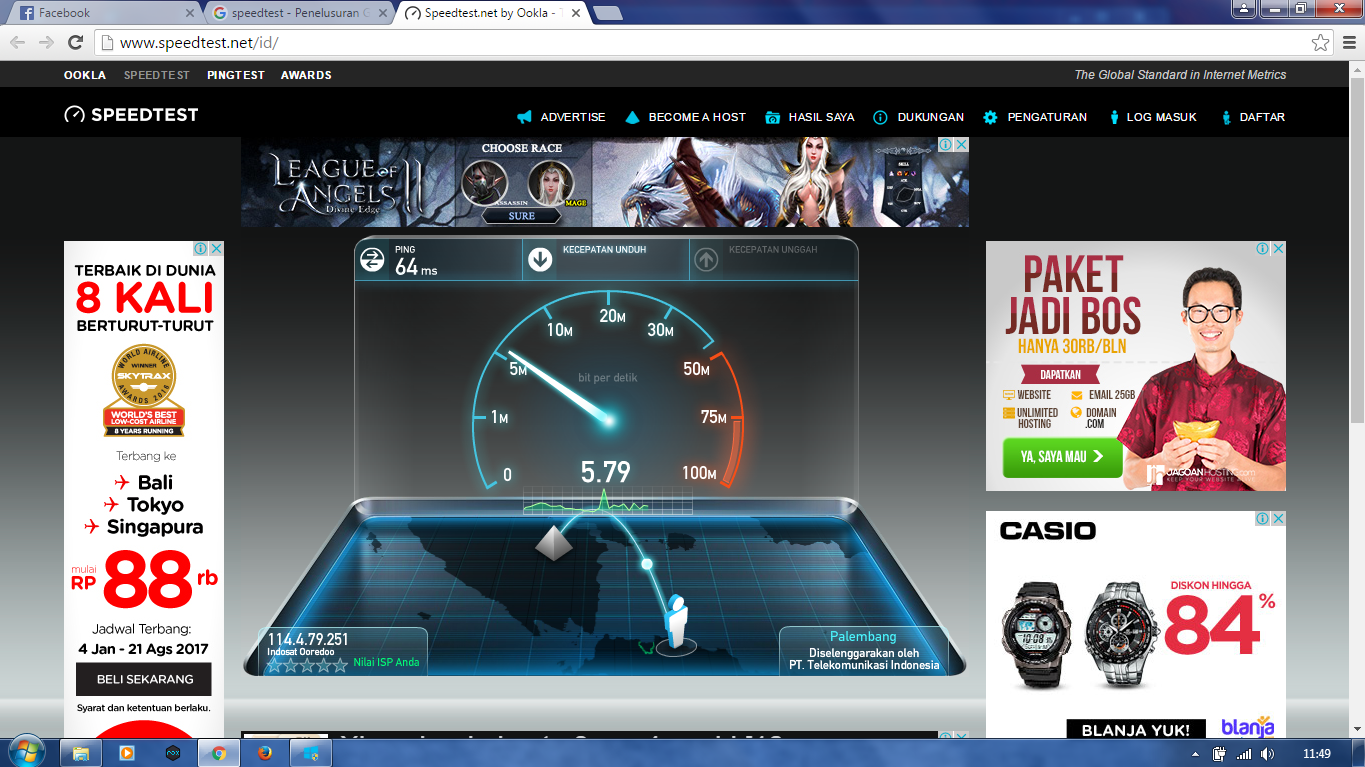 Facebook
speedtest - Penelusuran G
Speedtest.net by Ookla - T
www.speedtest.net/id/
OOKLA SPEEDTEST PINGTEST AWARDS
The Global Standard in Internet Metrics
SPEEDTEST
ADVERTISE BECOME A HOST HASIL SAYA DUKUNGAN PENGATURAN LOG MASUK DAFTAR
LEAGUE OF ANGELS II
Divine Edge
CHOOSE RACE
ASSASSIN
MAGE
SURE
SKILL
TERBAIK DI DUNIA
8 KALI
BERTURUT-TURUT
WORLD AIRLINE
WINNER
SKYTRAX
AWARDS 2016
WORLD'S BEST
LOW-COST AIRLINE
8 YEARS RUNNING
Terbang ke
Bali
Tokyo
Singapura
mulai
RP 88 rb
Jadwal Terbang:
4 Jan - 21 Ags 2017
BELI SEKARANG
Syarat dan ketentuan berlaku.
PING
64 ms
KECEPATAN UNDUH
KECEPATAN UNGGAH
0
1M
5M
10M
20M
30M
50M
75M
100M
bit per detik
5.79
114.4.79.251
Indosat Ooredoo
Nilai ISP Anda
Palembang
Diselenggarakan oleh
PT. Telekomunikasi Indonesia
PAKET
JADI BOS
HANYA 30RB/BLN
DAPATKAN
WEBSITE
EMAIL 25GB
UNLIMITED
HOSTING
DOMAIN
.COM
YA, SAYA MAU
JAGOANHOSTING.com
KEEP YOUR WEBSITE ALIVE
CASIO
DISKON HINGGA
84%
BLANJA YUK!
blanja
11:49